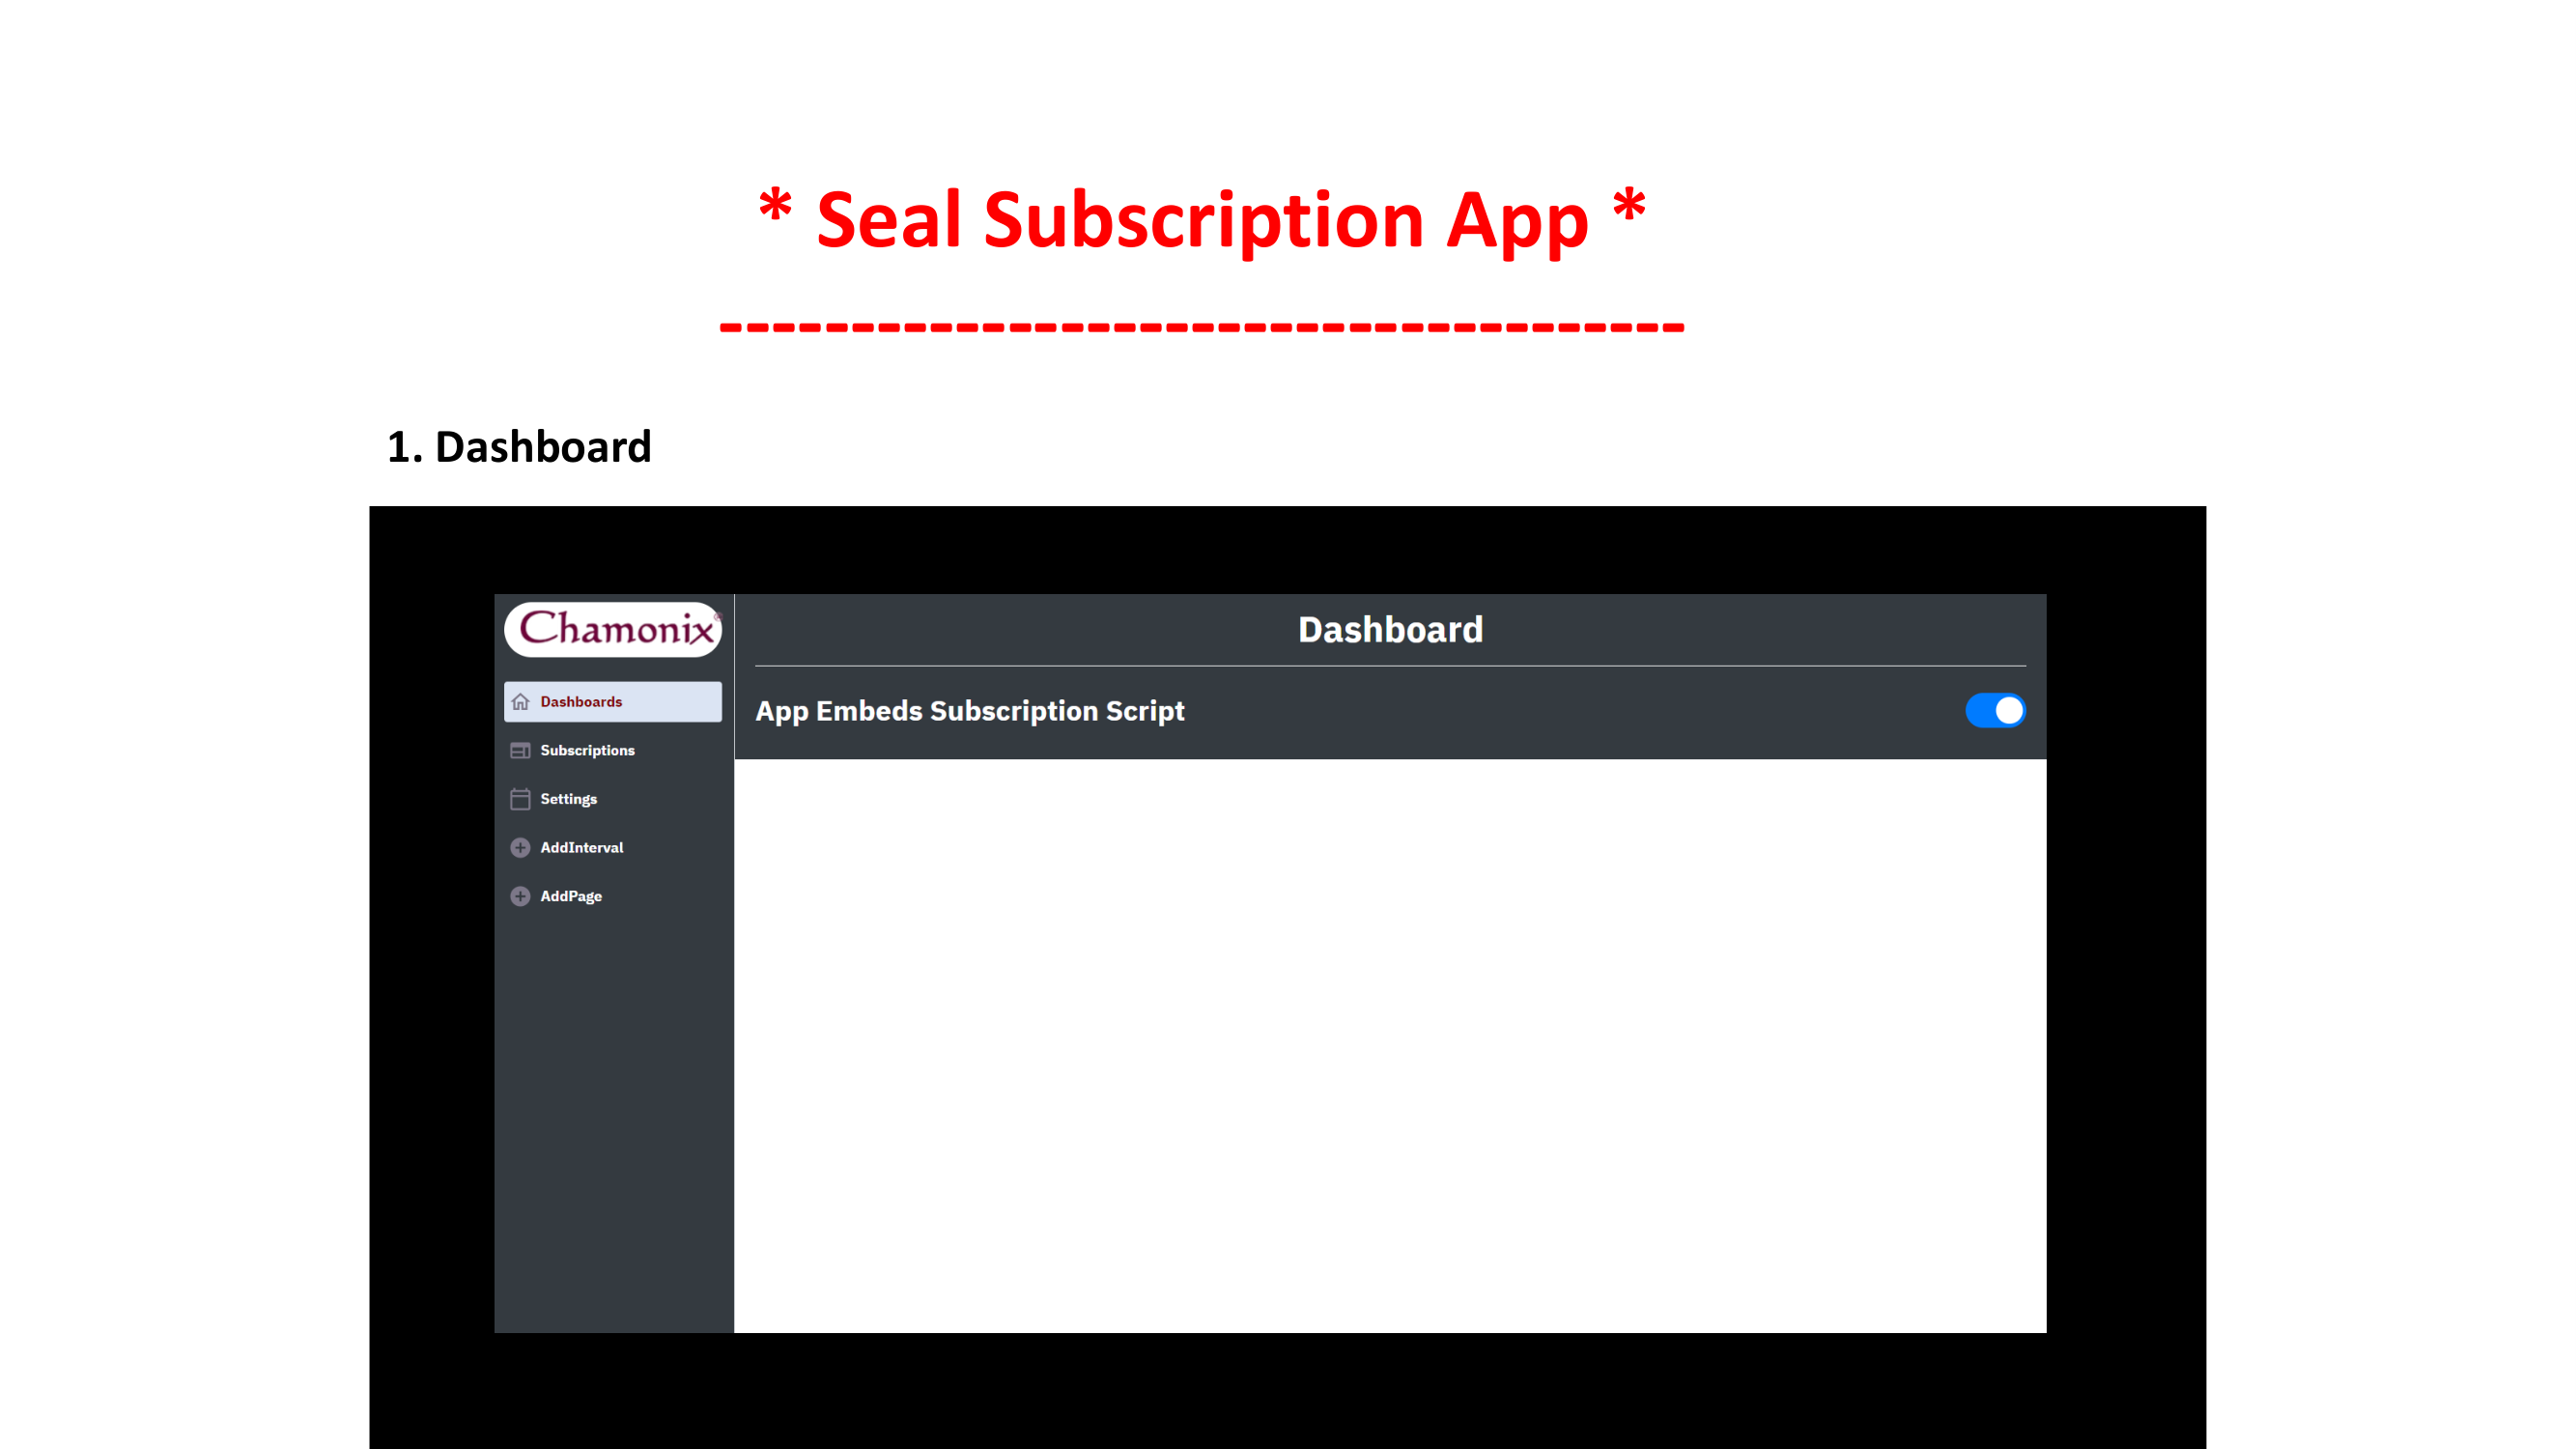 * Seal Subscription App *
-------------------------------------
1. Dashboard
Chamonix®
Dashboard
Dashboards
App Embeds Subscription Script
Subscriptions
Settings
AddInterval
AddPage